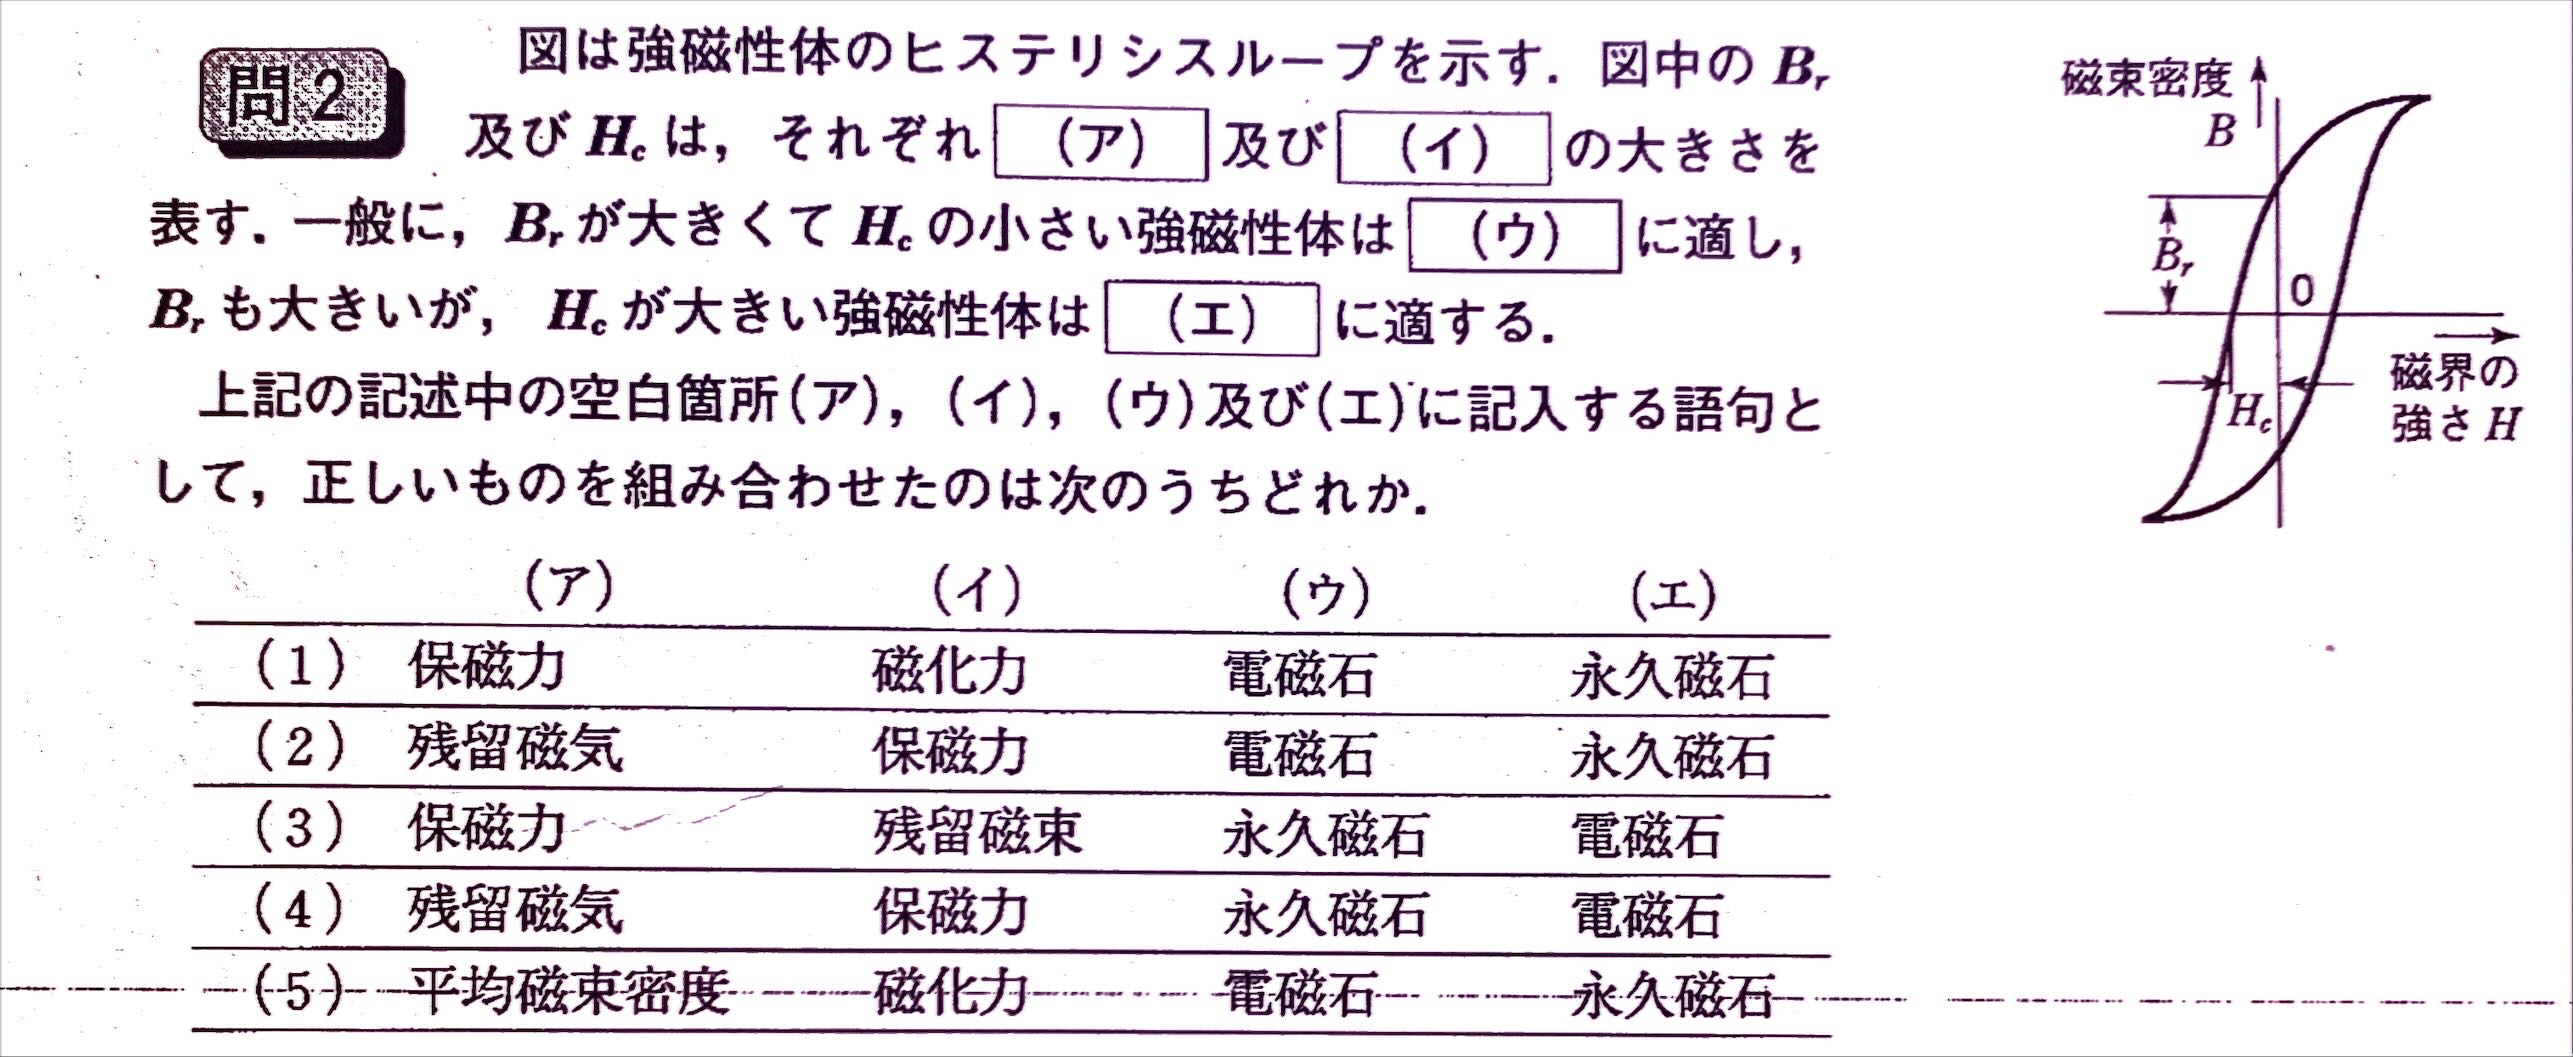 問2
図は強磁性体のヒステリシスループを示す．図中の Br
及び Hc は，それぞれ (ア) 及び (イ) の大きさを
表す．一般に，Br が大きくて Hc の小さい強磁性体は (ウ) に適し，
Br も大きいが，Hc が大きい強磁性体は (エ) に適する．
上記の記述中の空白箇所(ア)，(イ)，(ウ)及び(エ)に記入する語句と
して，正しいものを組み合わせたのは次のうちどれか．
磁束密度
B
Br
0
磁界の
強さ H
Hc
(ア) (イ) (ウ) (エ)
(1) 保磁力 磁化力 電磁石 永久磁石
(2) 残留磁気 保磁力 電磁石 永久磁石
(3) 保磁力 残留磁束 永久磁石 電磁石
(4) 残留磁気 保磁力 永久磁石 電磁石
(5) 平均磁束密度 磁化力 電磁石 永久磁石